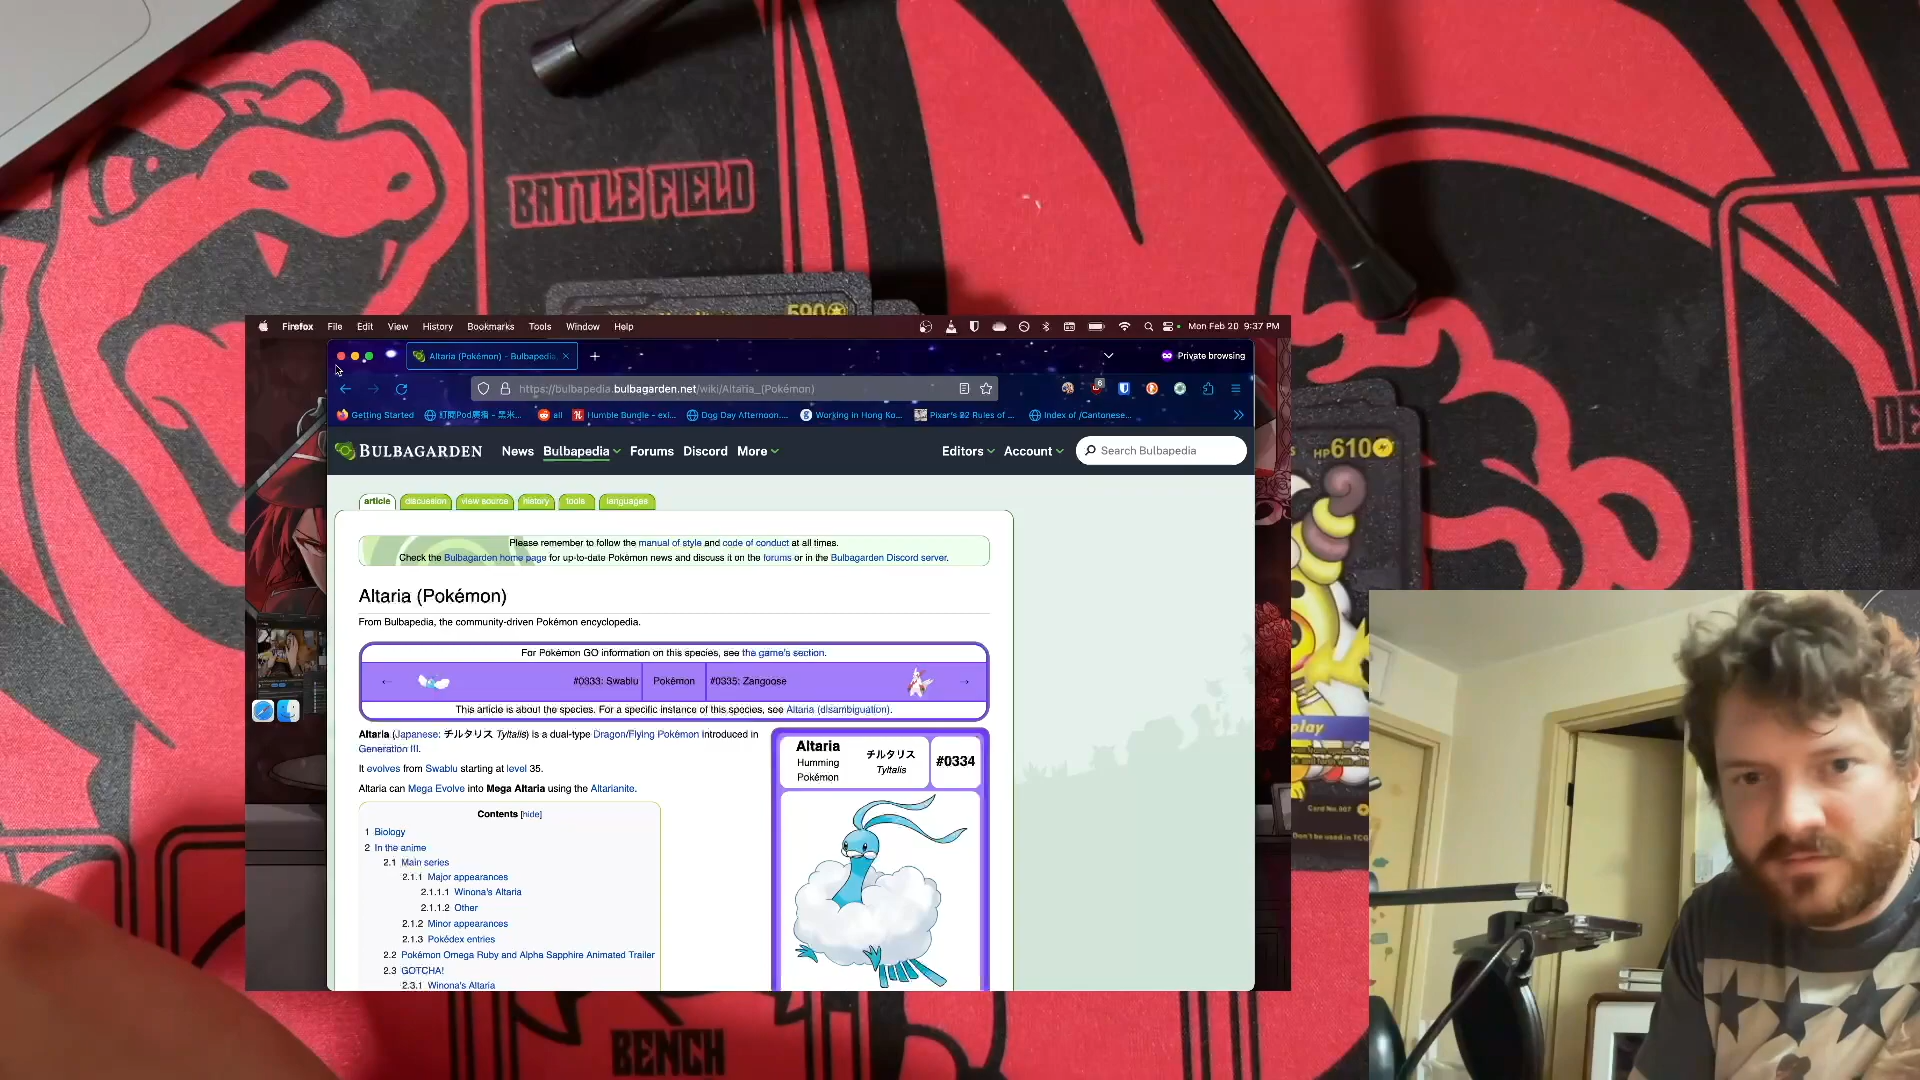 BATTLE FIELD
590
Firefox File Edit View History Bookmarks Tools Window Help
Mon Feb 20 9:37 PM
Altaria (Pokémon) - Bulbapedia,
Private browsing
https://bulbapedia.bulbagarden.net/wiki/Altaria_(Pokémon)
Getting Started
all
Humble Bundle - exl...
Dog Day Afternoon....
Working in Hong Ko...
Pixar's 22 Rules of ...
Index of /Cantonese...
BULBAGARDEN News Bulbapedia Forums Discord More Editors Account Search Bulbapedia
HP610
article discussion view source history tools languages
Please remember to follow the manual of style and code of conduct at all times.
Check the Bulbagarden home page for up-to-date Pokémon news and discuss it on the forums or in the Bulbagarden Discord server.
Altaria (Pokémon)
From Bulbapedia, the community-driven Pokémon encyclopedia.
For Pokémon GO information on this species, see the game's section.
← #0333: Swablu Pokémon #0335: Zangoose →
This article is about the species. For a specific instance of this species, see Altaria (disambiguation).
Altaria (Japanese: チルタリス Tyltalis) is a dual-type Dragon/Flying Pokémon introduced in
Generation III.
It evolves from Swablu starting at level 35.
Altaria can Mega Evolve into Mega Altaria using the Altarianite.
Altaria
Humming
Pokémon
チルタリス
Tyltalis
#0334
Contents [hide]
1 Biology
2 In the anime
2.1 Main series
2.1.1 Major appearances
2.1.1.1 Winona's Altaria
2.1.1.2 Other
2.1.2 Minor appearances
2.1.3 Pokédex entries
2.2 Pokémon Omega Ruby and Alpha Sapphire Animated Trailer
2.3 GOTCHA!
2.3.1 Winona's Altaria
play
Card No.
Don't be used in TCG
DE
BENCH